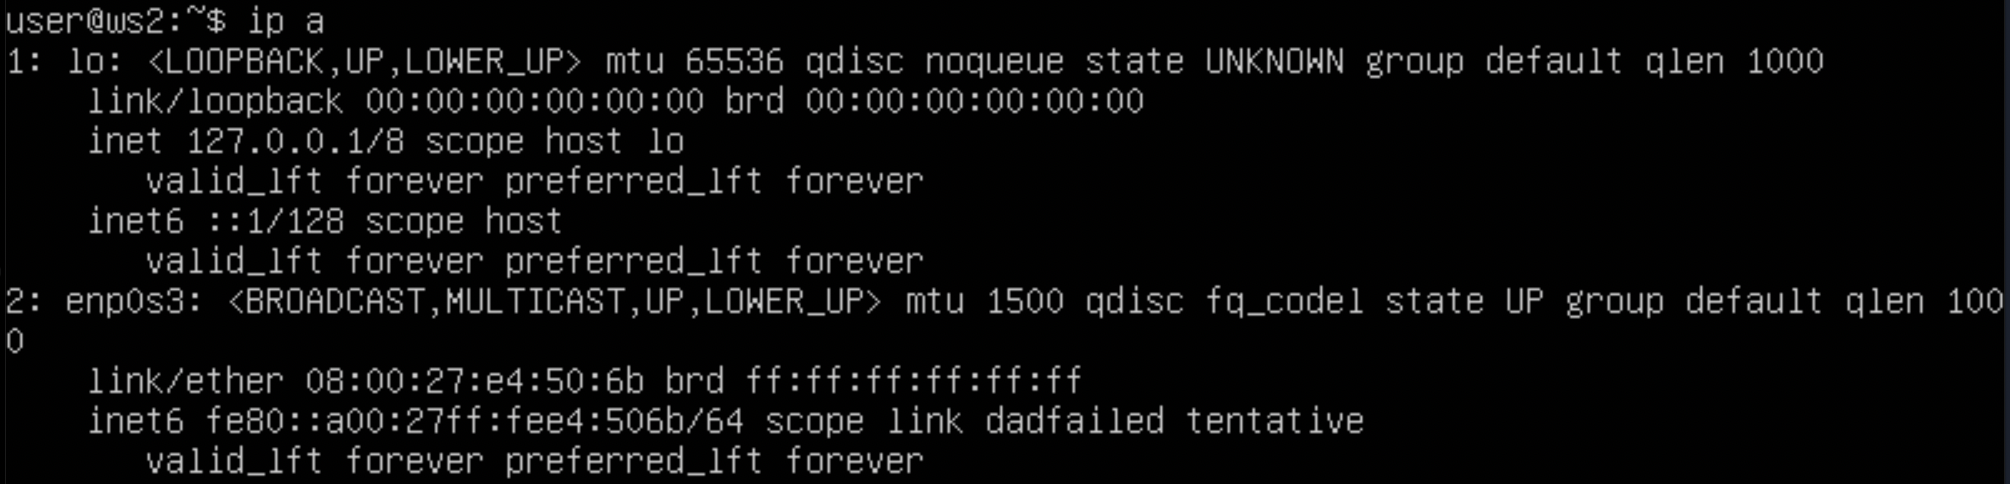 user@ws2:~$ ip a
1: lo: <LOOPBACK,UP,LOWER_UP> mtu 65536 qdisc noqueue state UNKNOWN group default qlen 1000
    link/loopback 00:00:00:00:00:00 brd 00:00:00:00:00:00
    inet 127.0.0.1/8 scope host lo
       valid_lft forever preferred_lft forever
    inet6 ::1/128 scope host
       valid_lft forever preferred_lft forever
2: enp0s3: <BROADCAST,MULTICAST,UP,LOWER_UP> mtu 1500 qdisc fq_codel state UP group default qlen 100
0
    link/ether 08:00:27:e4:50:6b brd ff:ff:ff:ff:ff:ff
    inet6 fe80::a00:27ff:fee4:506b/64 scope link dadfailed tentative
       valid_lft forever preferred_lft forever